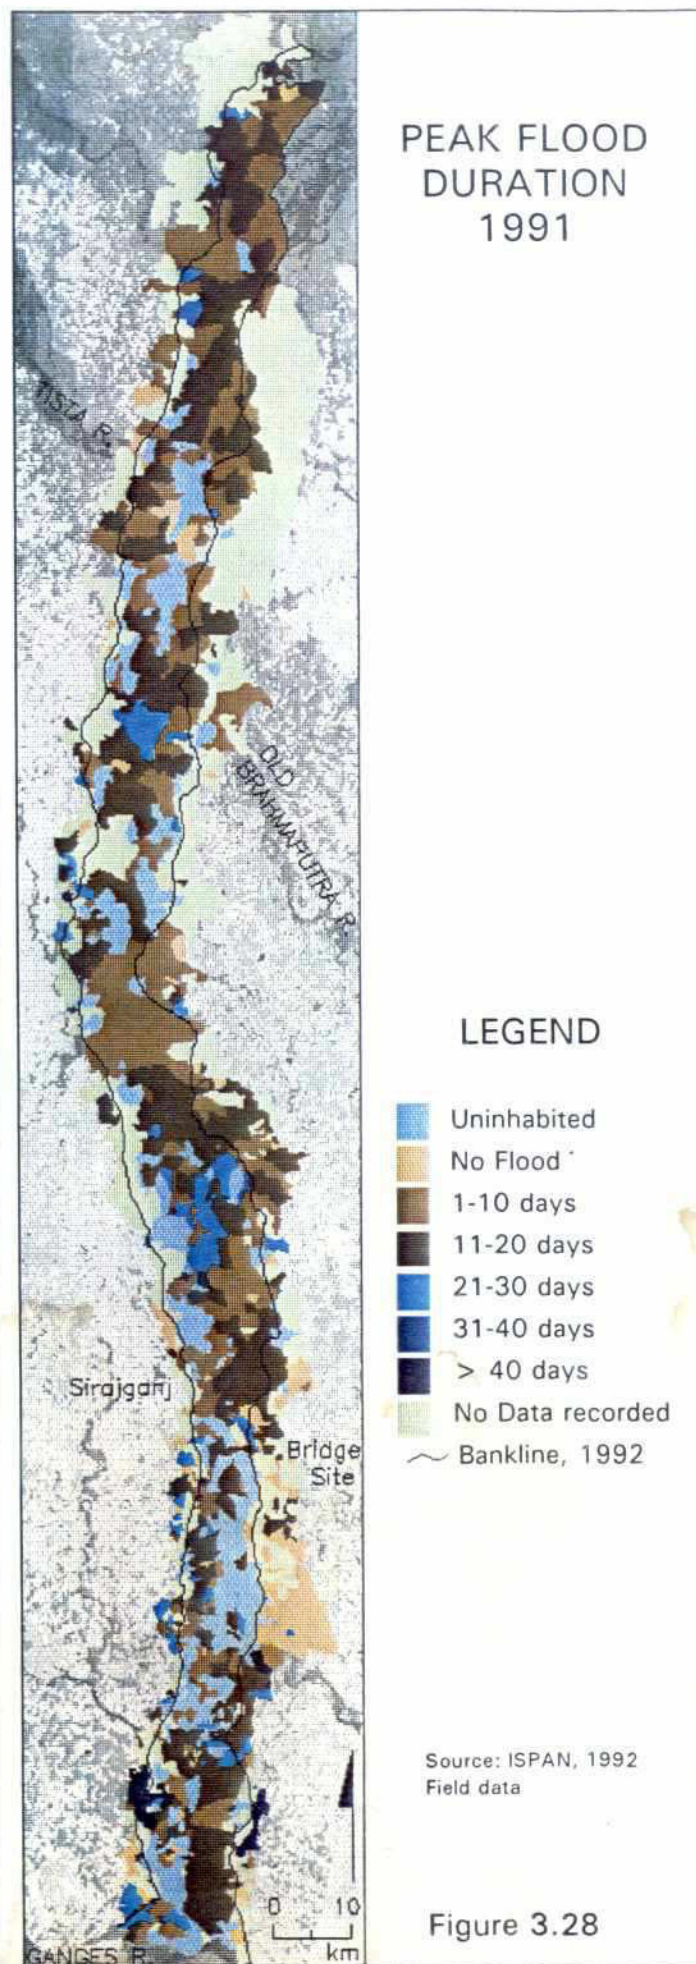 PEAK FLOOD
DURATION
1991
TISTA R.
OLD
BRAHMAPUTRA R.
LEGEND
Uninhabited
No Flood
1-10 days
11-20 days
21-30 days
31-40 days
> 40 days
No Data recorded
Bankline, 1992
Sirajganj
Bridge
Site
Source: ISPAN, 1992
Field data
0 10
km
GANGES R.
Figure 3.28